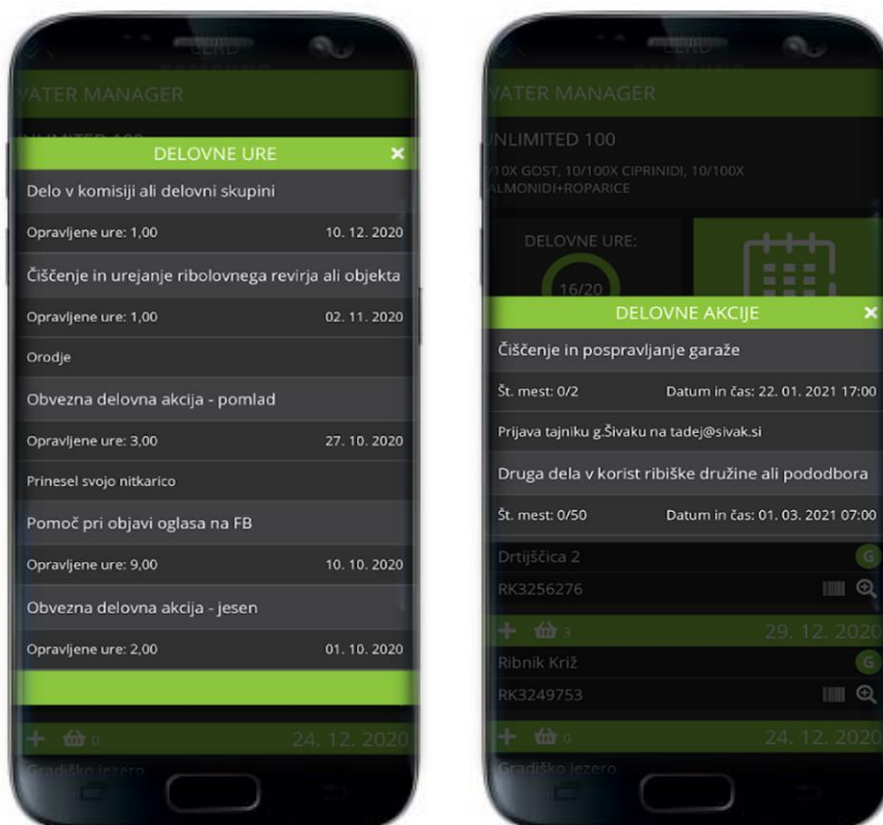 WATER MANAGER
DELOVNE URE ×
Delo v komisiji ali delovni skupini
Opravljene ure: 1,00 10. 12. 2020
Čiščenje in urejanje ribolovnega revirja ali objekta
Opravljene ure: 1,00 02. 11. 2020
Orodje
Obvezna delovna akcija - pomlad
Opravljene ure: 3,00 27. 10. 2020
Prinesel svojo nitkarico
Pomoč pri objavi oglasa na FB
Opravljene ure: 9,00 10. 10. 2020
Obvezna delovna akcija - jesen
Opravljene ure: 2,00 01. 10. 2020
+ 0 24. 12. 2020
Gradiško jezero
WATER MANAGER
UNLIMITED 100
/10X GOST, 10/100X CIPRINIDI, 10/100X
ALMONIDI+ROPARICE
DELOVNE URE:
16/20
DELOVNE AKCIJE ×
Čiščenje in pospravljanje garaže
Št. mest: 0/2 Datum in čas: 22. 01. 2021 17:00
Prijava tajniku g.Šivaku na tadej@sivak.si
Druga dela v korist ribiške družine ali pododbora
Št. mest: 0/50 Datum in čas: 01. 03. 2021 07:00
Drtijščica 2 G
RK3256276
+ 3 29. 12. 2020
Ribnik Križ G
RK3249753
+ 0 24. 12. 2020
Gradiško jezero